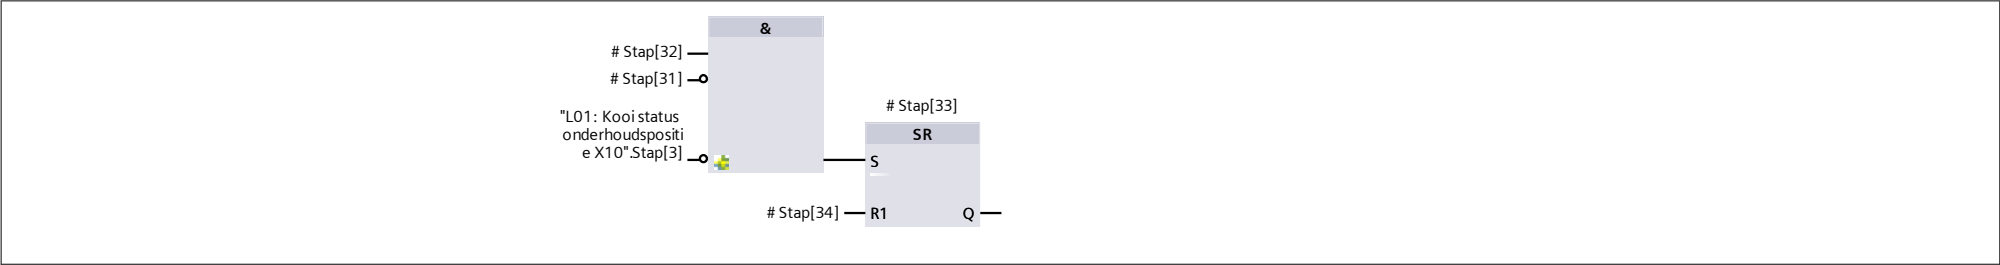 &
# Stap[32]
# Stap[31]
"L01: Kooi status
onderhoudspositi
e X10".Stap[3]
# Stap[33]
SR
S
# Stap[34]
R1
Q